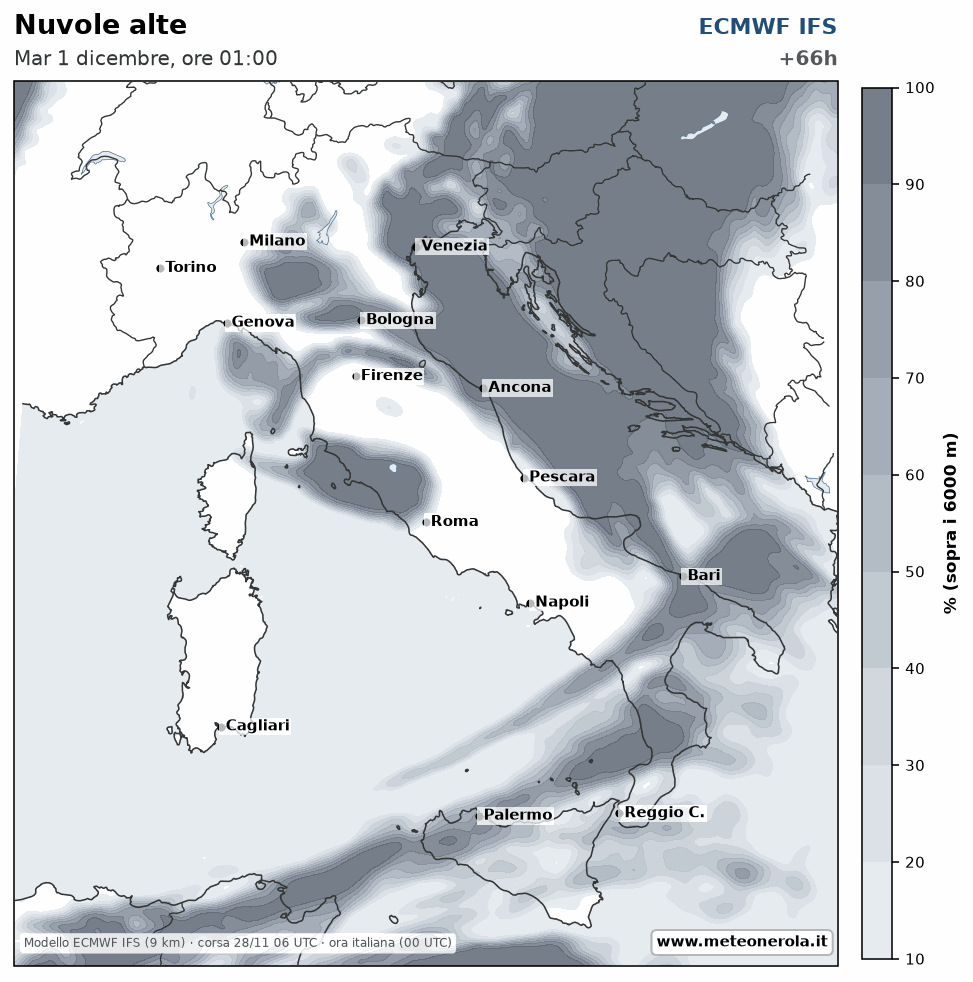 Nuvole alte
ECMWF IFS
Mar 1 dicembre, ore 01:00
+66h
Milano
Venezia
Torino
Genova
Bologna
Firenze
Ancona
Pescara
Roma
Bari
Napoli
Cagliari
Palermo
Reggio C.
Modello ECMWF IFS (9 km) · corsa 28/11 06 UTC · ora italiana (00 UTC)
www.meteonerola.it
100
90
80
70
60
50
40
30
20
10
% (sopra i 6000 m)